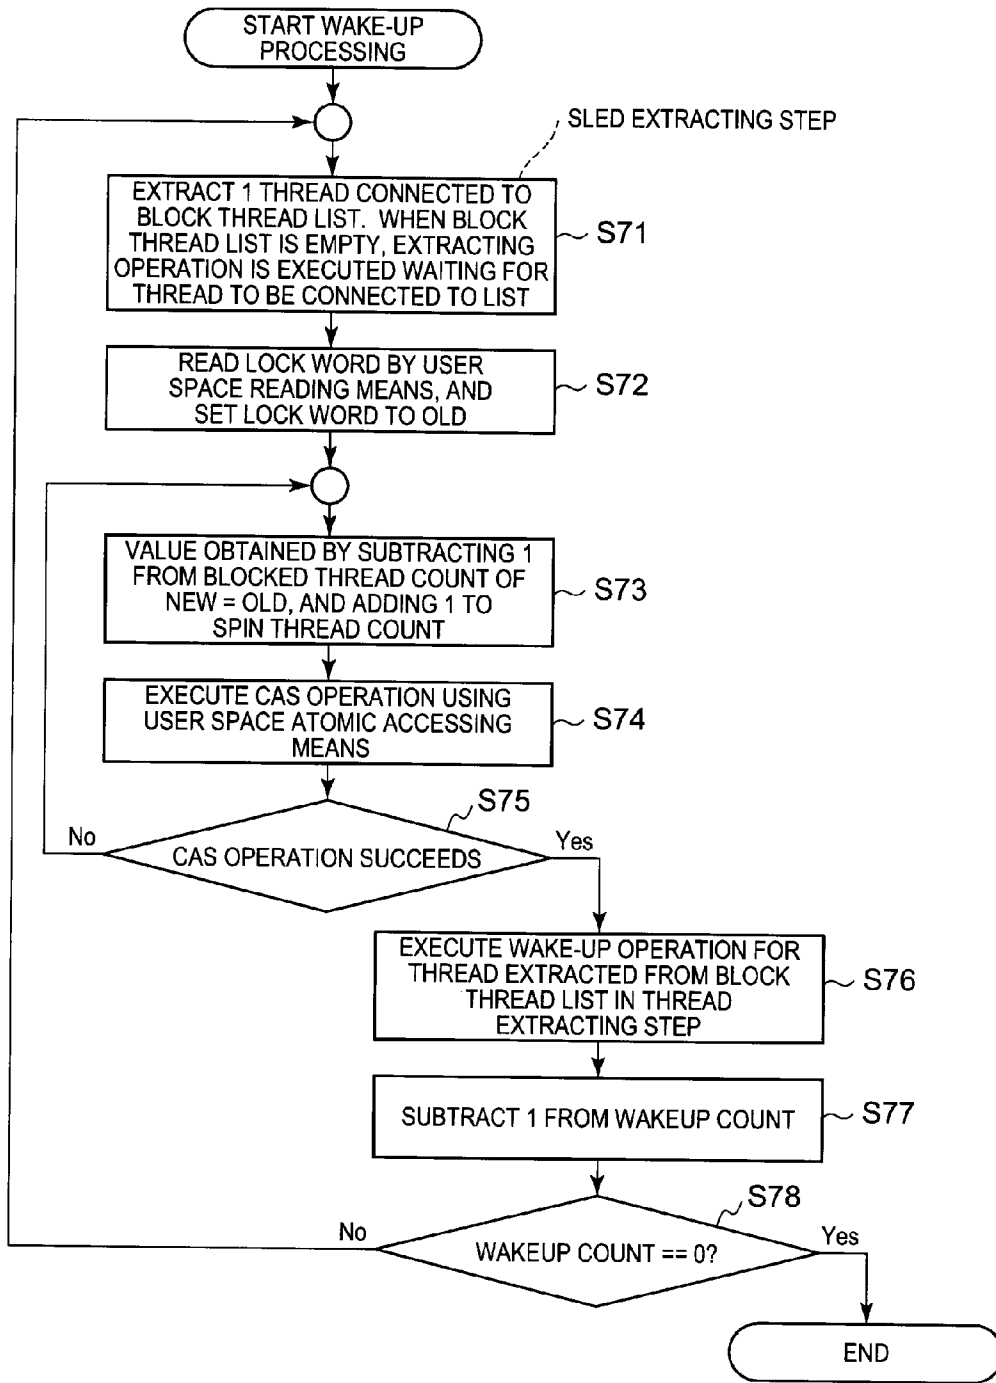 START WAKE-UP
PROCESSING
SLED EXTRACTING STEP
EXTRACT 1 THREAD CONNECTED TO
BLOCK THREAD LIST. WHEN BLOCK
THREAD LIST IS EMPTY, EXTRACTING
OPERATION IS EXECUTED WAITING FOR
THREAD TO BE CONNECTED TO LIST
S71
READ LOCK WORD BY USER
SPACE READING MEANS, AND
SET LOCK WORD TO OLD
S72
VALUE OBTAINED BY SUBTRACTING 1
FROM BLOCKED THREAD COUNT OF
NEW = OLD, AND ADDING 1 TO
SPIN THREAD COUNT
S73
EXECUTE CAS OPERATION USING
USER SPACE ATOMIC ACCESSING
MEANS
S74
S75
No
CAS OPERATION SUCCEEDS
Yes
EXECUTE WAKE-UP OPERATION FOR
THREAD EXTRACTED FROM BLOCK
THREAD LIST IN THREAD
EXTRACTING STEP
S76
SUBTRACT 1 FROM WAKEUP COUNT
S77
S78
No
WAKEUP COUNT == 0?
Yes
END